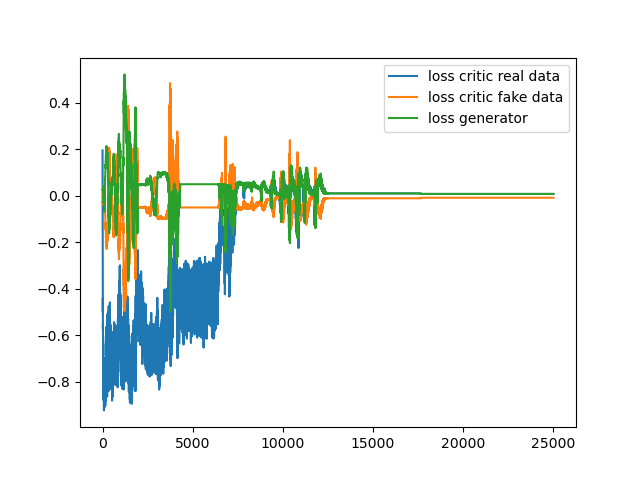 loss critic real data
loss critic fake data
loss generator
0.4
0.2
0.0
−0.2
−0.4
−0.6
−0.8
0 5000 10000 15000 20000 25000